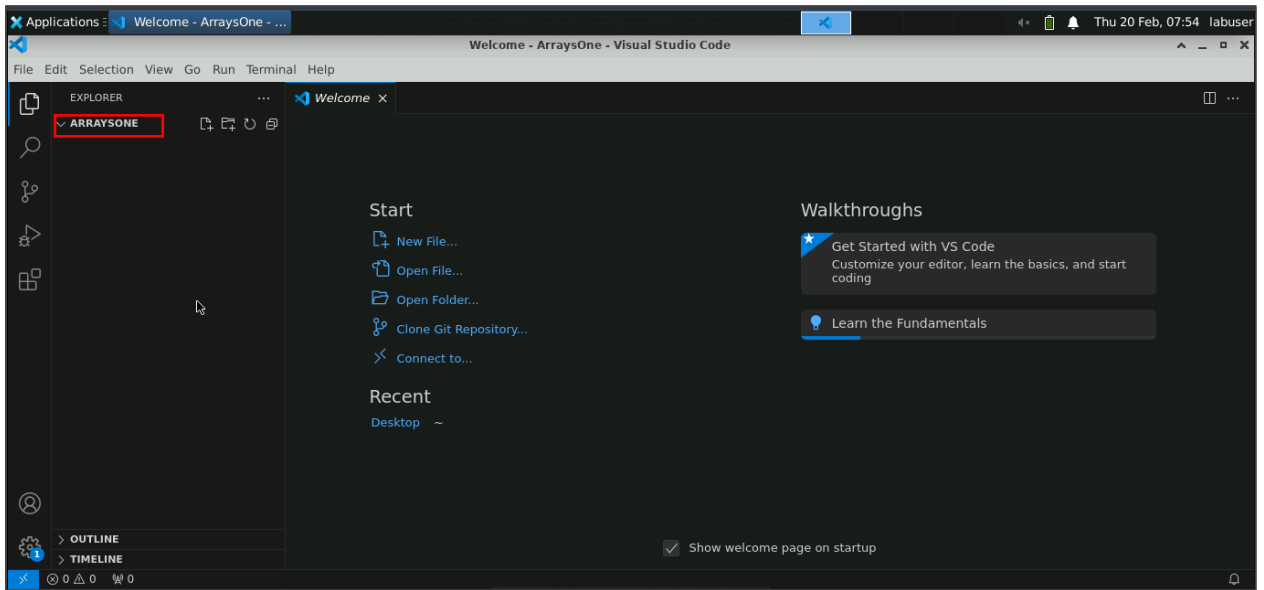 Applications Welcome - ArraysOne - ... Thu 20 Feb, 07:54 labuser
Welcome - ArraysOne - Visual Studio Code
File Edit Selection View Go Run Terminal Help
EXPLORER ... Welcome
ARRAYSONE
Start
New File...
Open File...
Open Folder...
Clone Git Repository...
Connect to...
Recent
Desktop ~
Walkthroughs
Get Started with VS Code
Customize your editor, learn the basics, and start
coding
Learn the Fundamentals
OUTLINE
TIMELINE
Show welcome page on startup
1
0 0 0